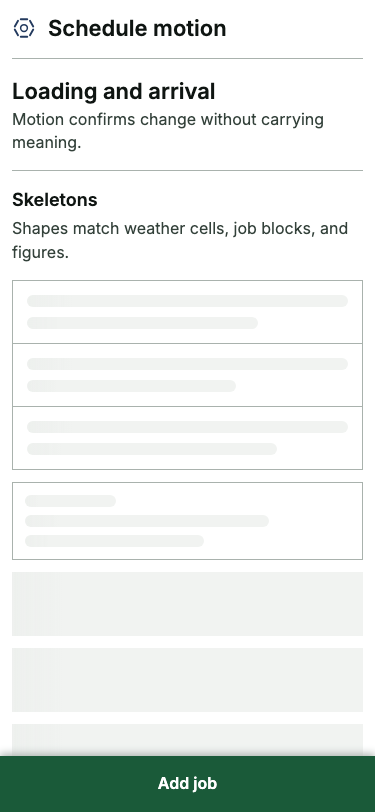 Schedule motion
Loading and arrival
Motion confirms change without carrying
meaning.
Skeletons
Shapes match weather cells, job blocks, and
figures.
Add job